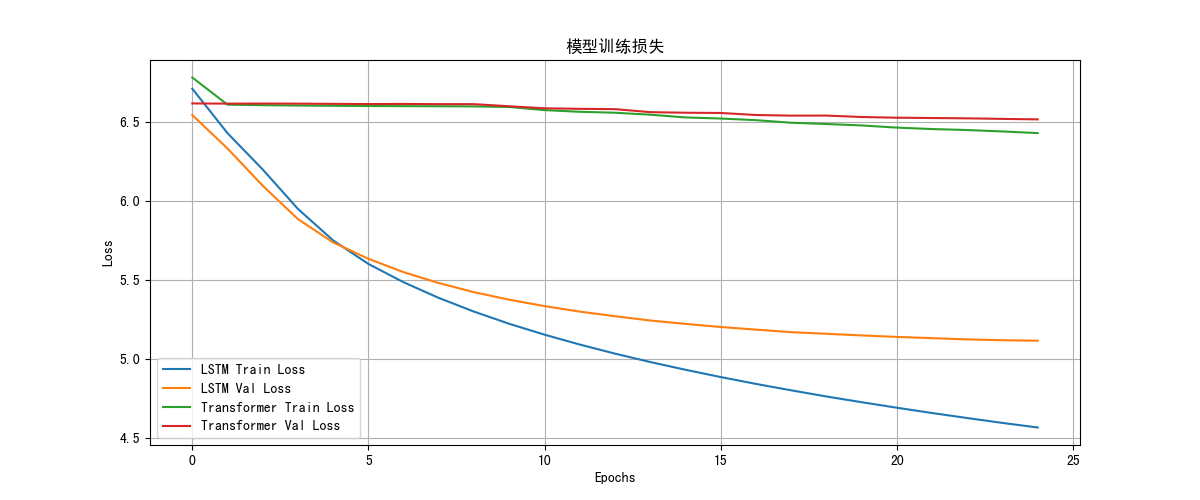 模型训练损失
Loss
6.5
6.0
5.5
5.0
4.5
LSTM Train Loss
LSTM Val Loss
Transformer Train Loss
Transformer Val Loss
0 5 10 15 20 25
Epochs